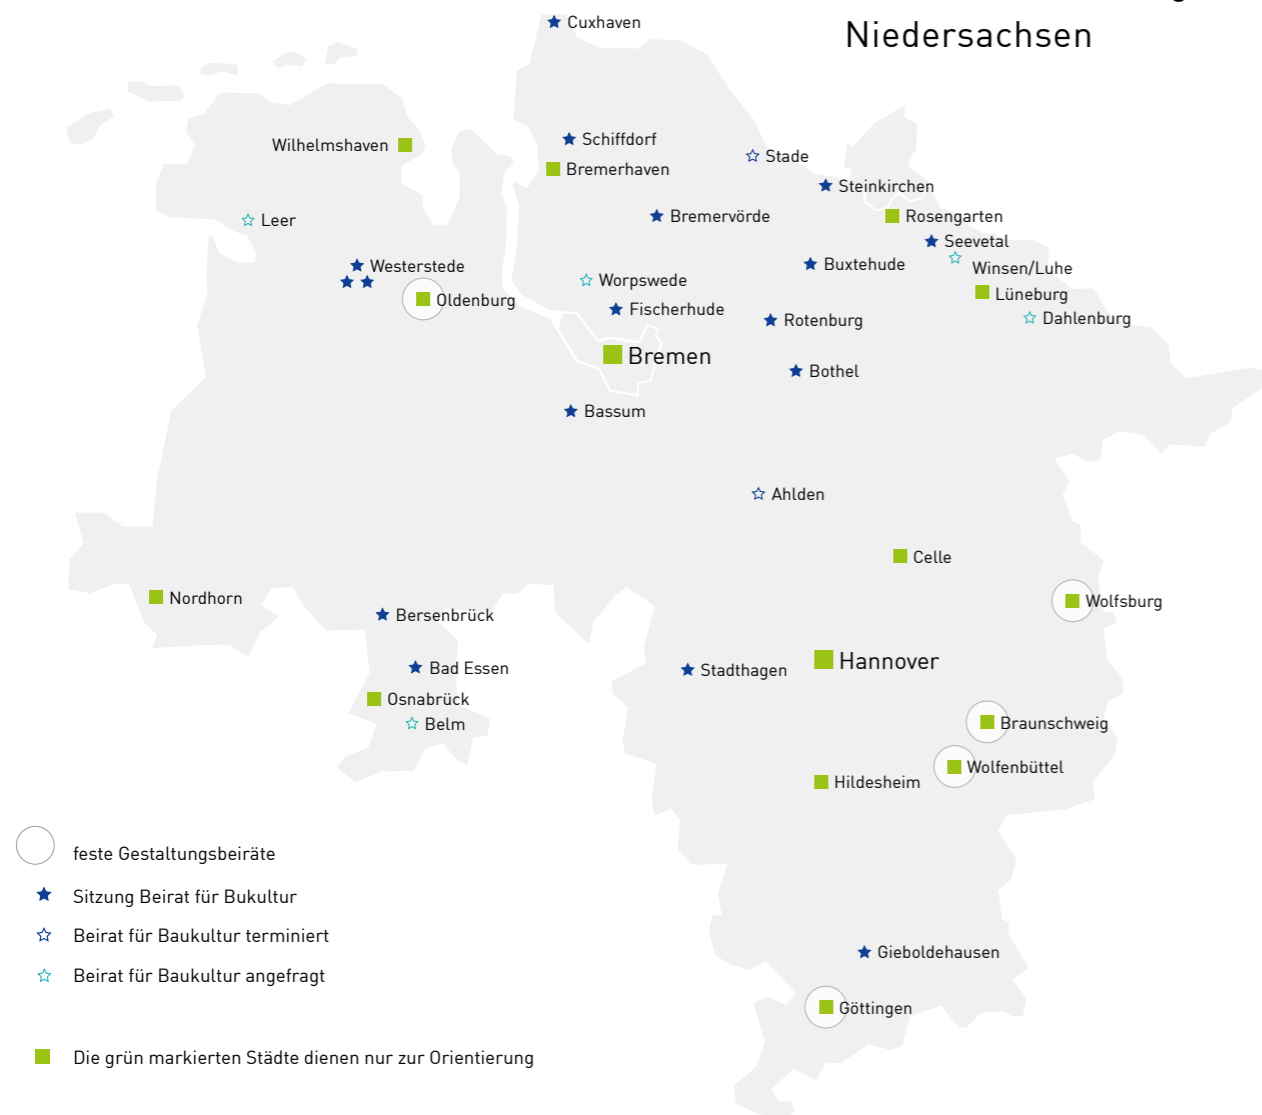 Niedersachsen
Cuxhaven
Schiffdorf
Wilhelmshaven
Bremerhaven
Stade
Steinkirchen
Leer
Bremervörde
Rosengarten
Seevetal
Westerstede
Buxtehude
Winsen/Luhe
Worpswede
Oldenburg
Lüneburg
Fischerhude
Rotenburg
Dahlenburg
Bremen
Bothel
Bassum
Ahlden
Celle
Nordhorn
Wolfsburg
Bersenbrück
Bad Essen
Stadthagen
Hannover
Osnabrück
Belm
Braunschweig
Wolfenbüttel
Hildesheim
feste Gestaltungsbeiräte
Sitzung Beirat für Bukultur
Beirat für Baukultur terminiert
Beirat für Baukultur angefragt
Gieboldehausen
Göttingen
Die grün markierten Städte dienen nur zur Orientierung